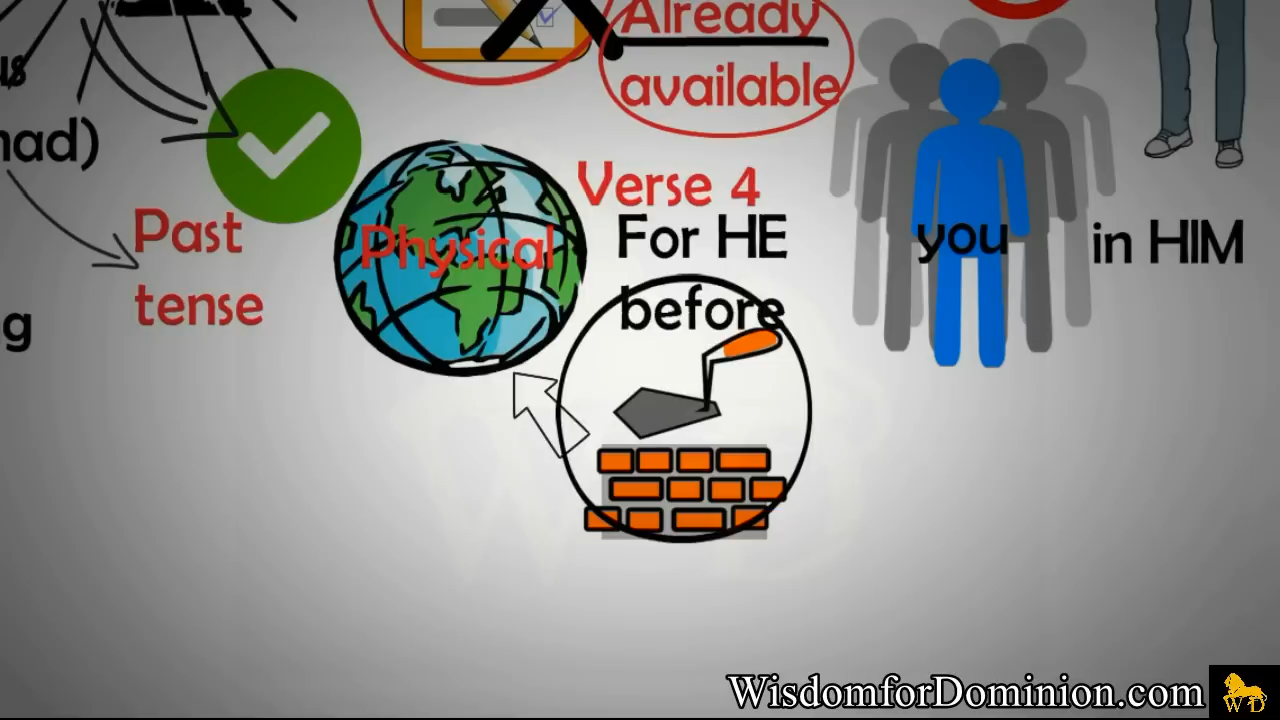 Already
available
nad)
Past
tense
Physical
Verse 4
For HE
before
you
in HIM
g
WisdomforDominion.com
W D